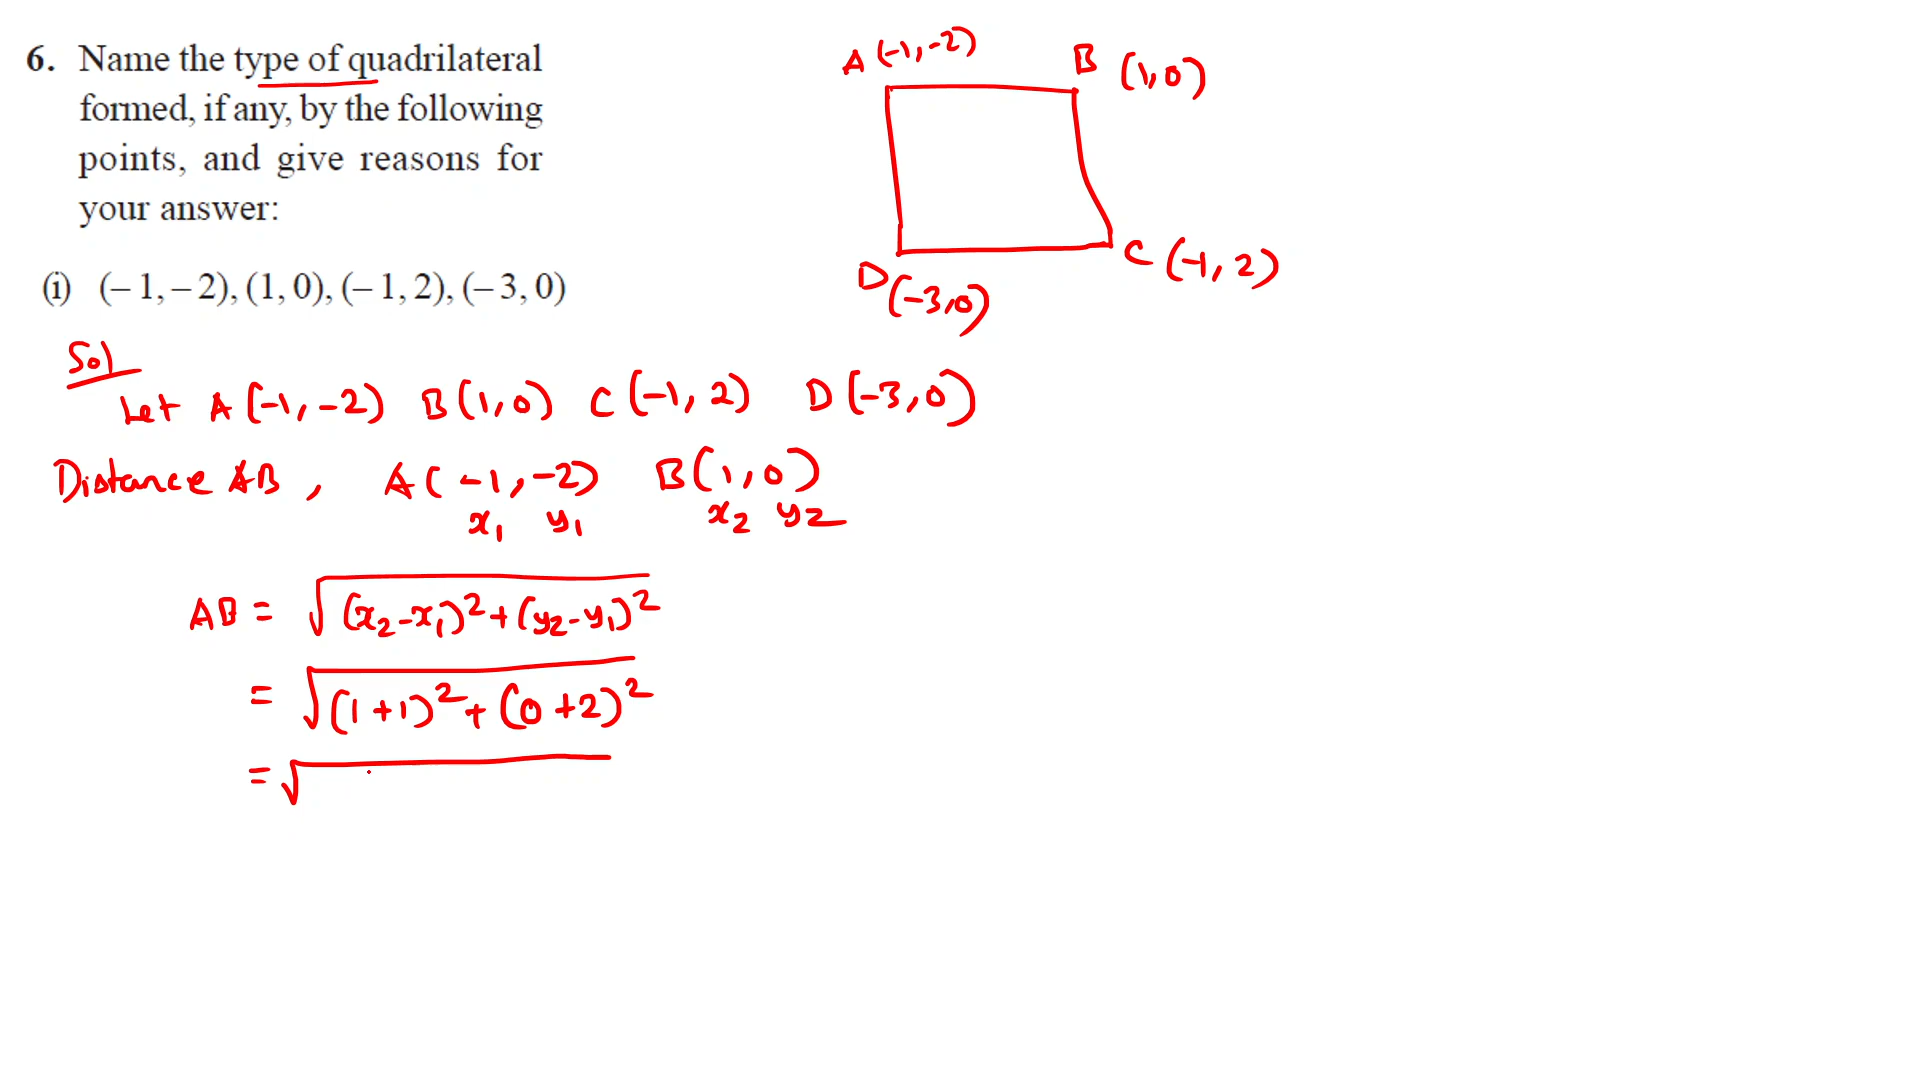 6. Name the type of quadrilateral
formed, if any, by the following
points, and give reasons for
your answer:
(i) (– 1, – 2), (1, 0), (– 1, 2), (– 3, 0)
A (-1, -2)
B (1, 0)
C (-1, 2)
D (-3, 0)
Sol
Let A (-1, -2) B (1, 0) C (-1, 2) D (-3, 0)
Distance AB , A ( -1, -2) B (1, 0)
x₁ y₁ x₂ y₂
AB = √(x₂-x₁)²+(y₂-y₁)²
= √(1+1)²+(0+2)²
= √